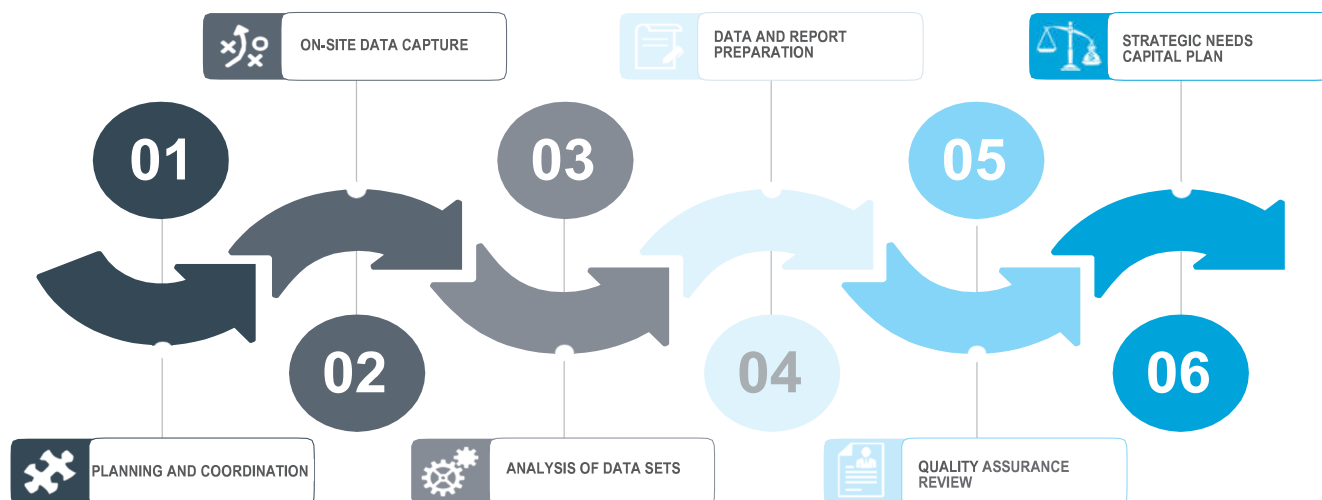 ON-SITE DATA CAPTURE
DATA AND REPORT
PREPARATION
STRATEGIC NEEDS
CAPITAL PLAN
01
03
05
02
04
06
PLANNING AND COORDINATION
ANALYSIS OF DATA SETS
QUALITY ASSURANCE
REVIEW